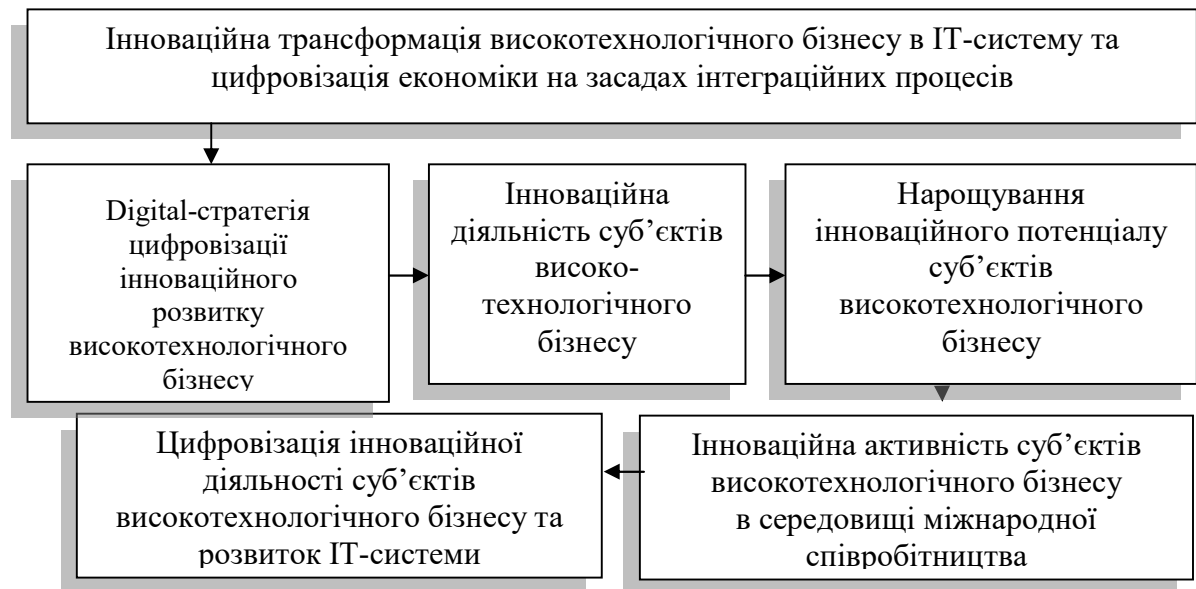 Інноваційна трансформація високотехнологічного бізнесу в ІТ-систему та
цифровізація економіки на засадах інтеграційних процесів
Digital-стратегія
цифровізації
інноваційного
розвитку
високотехнологічного
бізнесу
Інноваційна
діяльність суб’єктів
високо-
технологічного
бізнесу
Нарощування
інноваційного потенціалу
суб’єктів
високотехнологічного
бізнесу
Цифровізація інноваційної
діяльності суб’єктів
високотехнологічного бізнесу та
розвиток ІТ-системи
Інноваційна активність суб’єктів
високотехнологічного бізнесу
в середовищі міжнародної
співробітництва